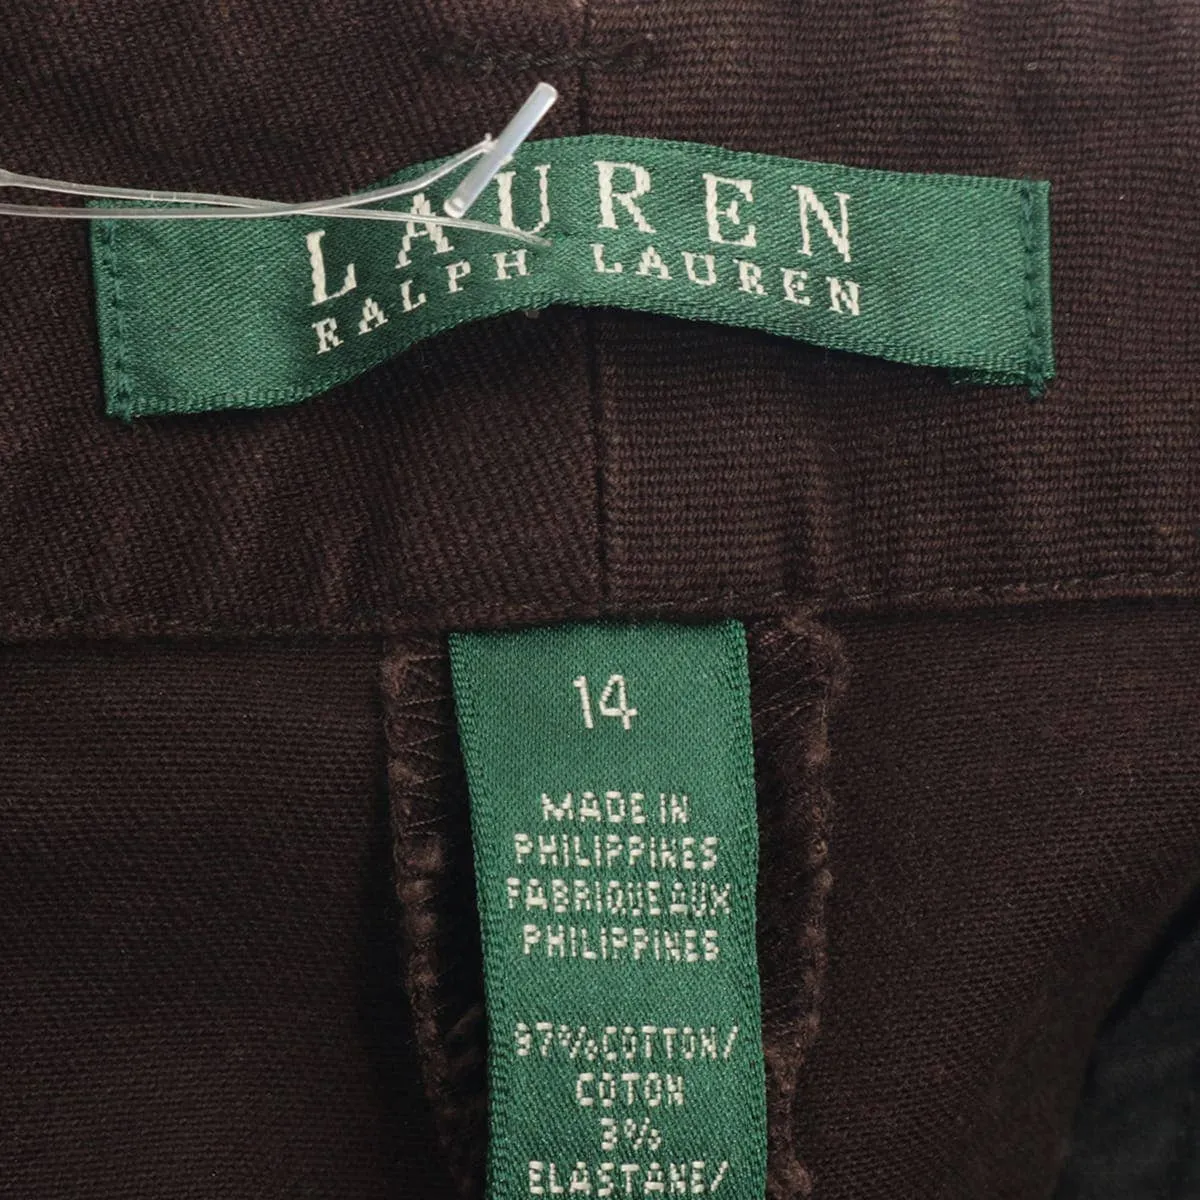 LAUREN
RALPH LAUREN
14
MADE IN
PHILIPPINES
FABRIQUE AUX
PHILIPPINES
97% COTTON/
COTON
3%
ELASTANE/